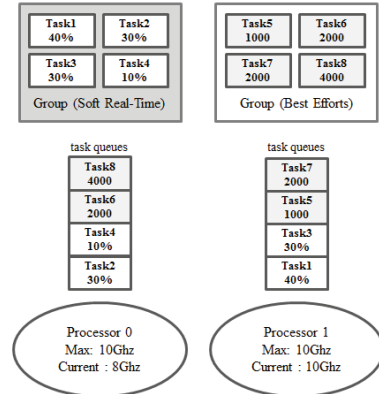 Task1
40%
Task2
30%
Task3
30%
Task4
10%
Group (Soft Real-Time)
Task5
1000
Task6
2000
Task7
2000
Task8
4000
Group (Best Efforts)
task queues
Task8
4000
Task6
2000
Task4
10%
Task2
30%
task queues
Task7
2000
Task5
1000
Task3
30%
Task1
40%
Processor 0
Max: 10Ghz
Current : 8Ghz
Processor 1
Max: 10Ghz
Current : 10Ghz